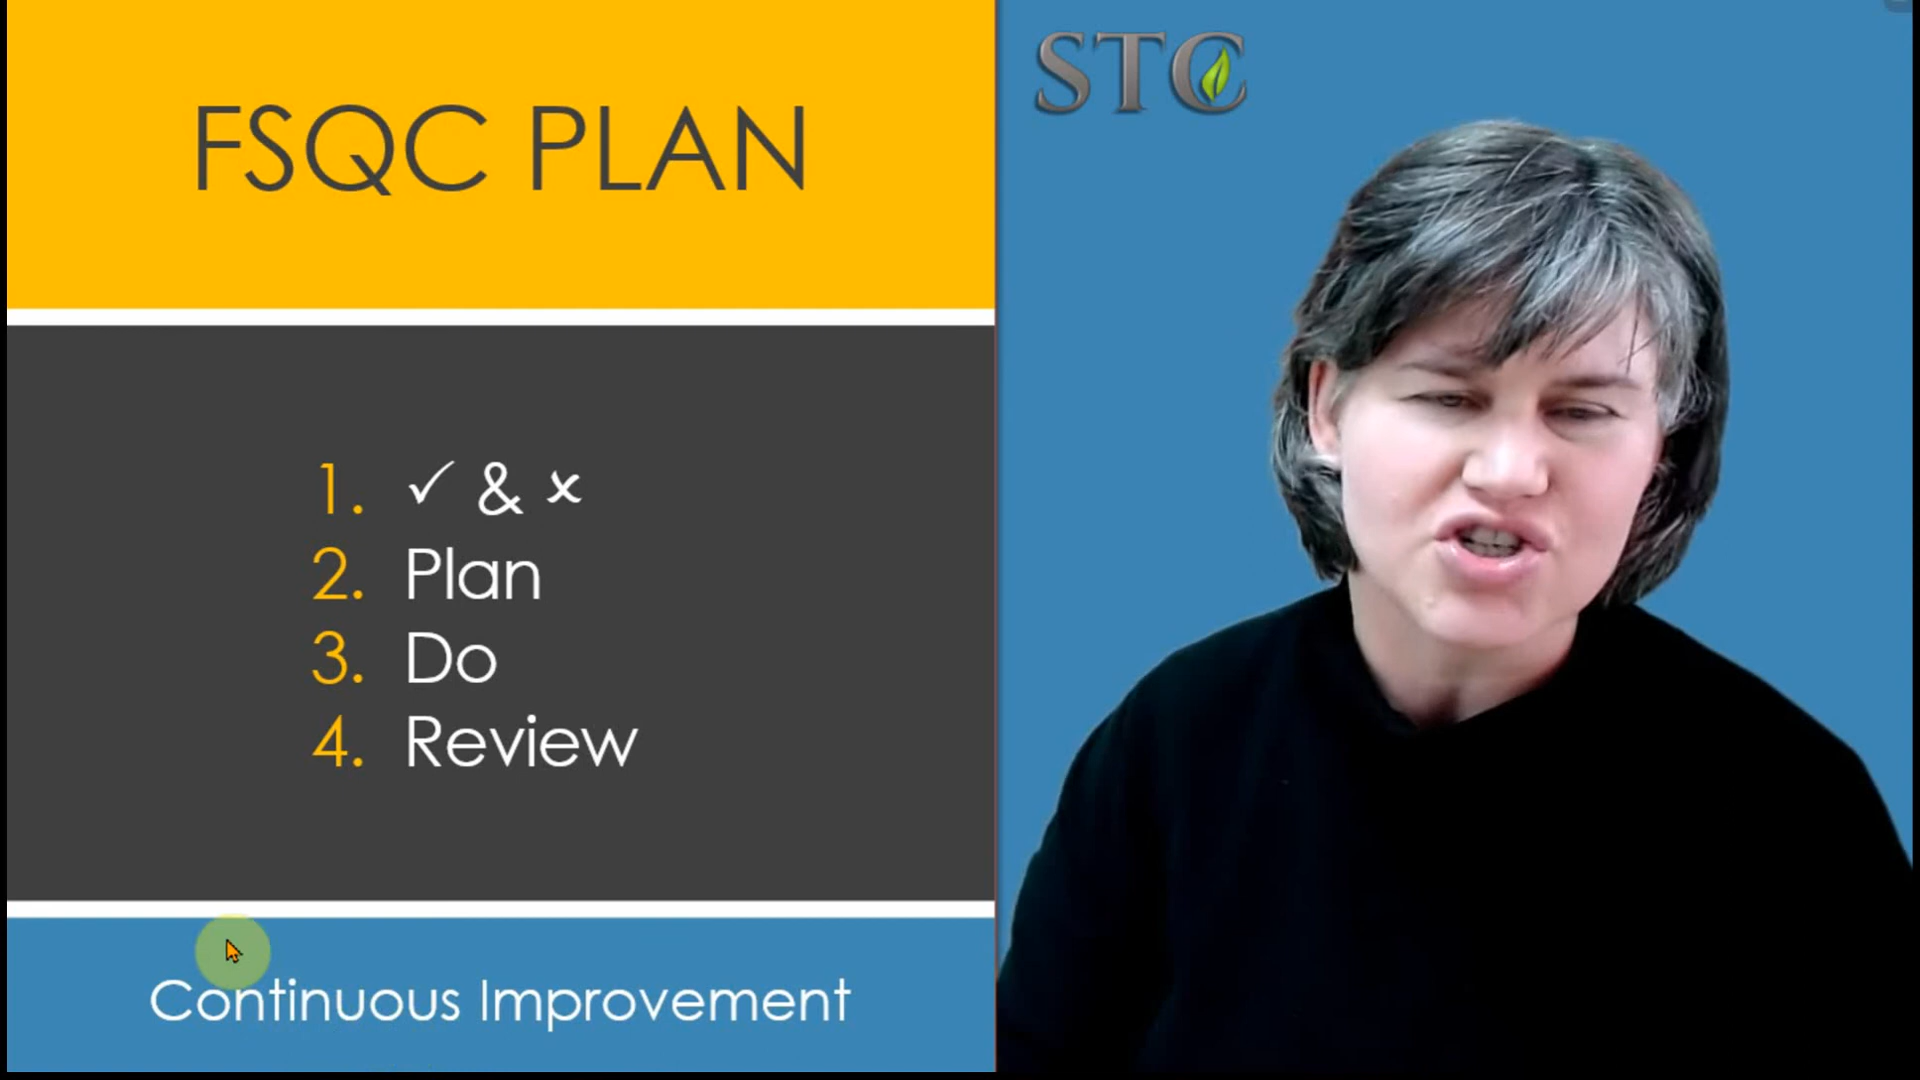 FSQC PLAN
1. ✓ & ×
2. Plan
3. Do
4. Review
Continuous Improvement
STC